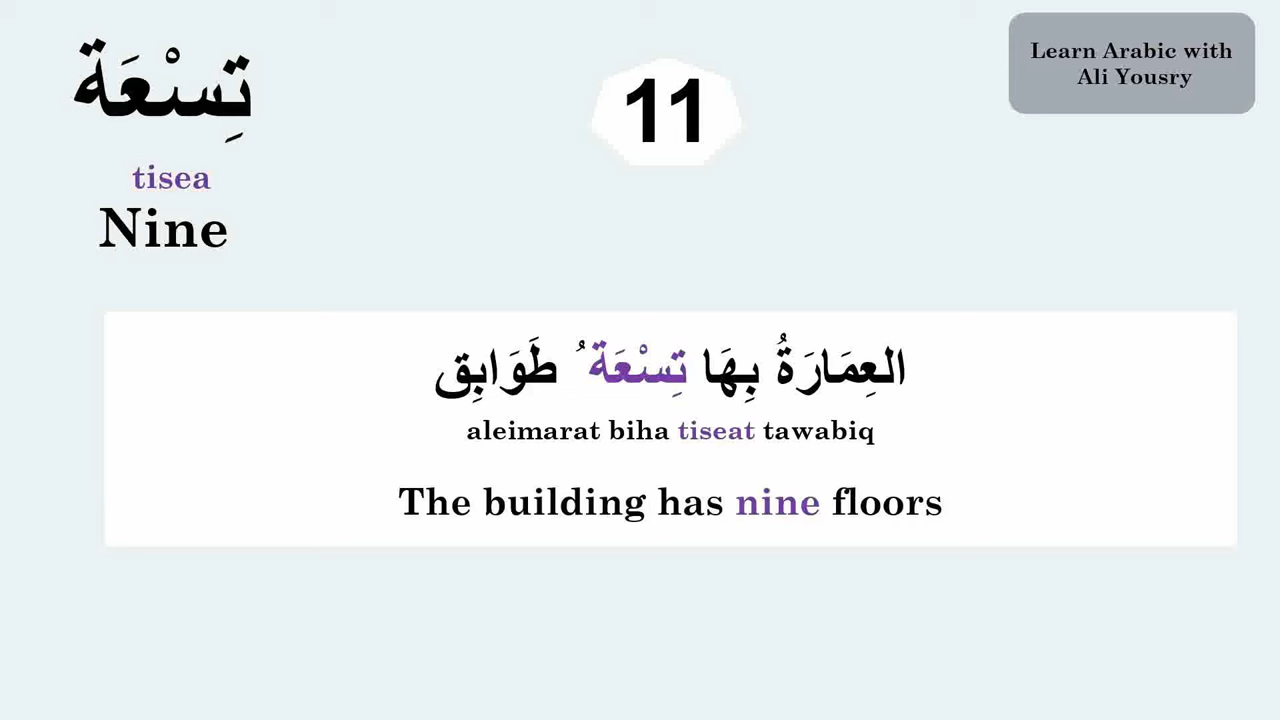 تِسْعَة
tisea
Nine
11
Learn Arabic with
Ali Yousry
العِمَارَةُ بِهَا تِسْعَة ُ طَوَابِق
aleimarat biha tiseat tawabiq
The building has nine floors